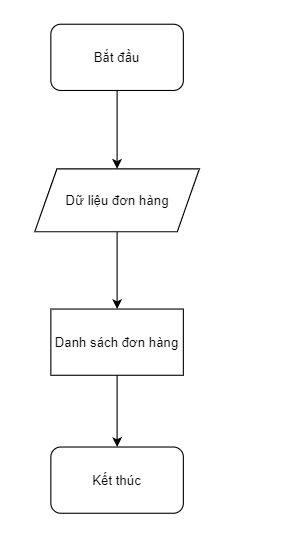 Bắt đầu
Dữ liệu đơn hàng
Danh sách đơn hàng
Kết thúc